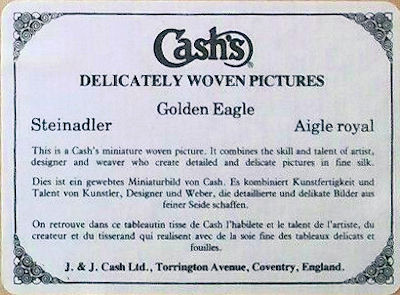 Cash's®
DELICATELY WOVEN PICTURES
Golden Eagle
Steinadler Aigle royal
This is a Cash's miniature woven picture. It combines the skill and talent of artist,
designer and weaver who create detailed and delicate pictures in fine silk.
Dies ist ein gewebtes Miniaturbild von Cash. Es kombiniert Kunstfertigkeit und
Talent von Kunstler, Designer und Weber, die detaillierte und delikate Bilder aus
feiner Seide schaffen.
On retrouve dans ce tableautin tisse de Cash l'habilete et le talent de l'artiste, du
createur et du tisserand qui realisent avec de la soie fine des tableaux delicats et
fouilles.
J. & J. Cash Ltd., Torrington Avenue, Coventry, England.